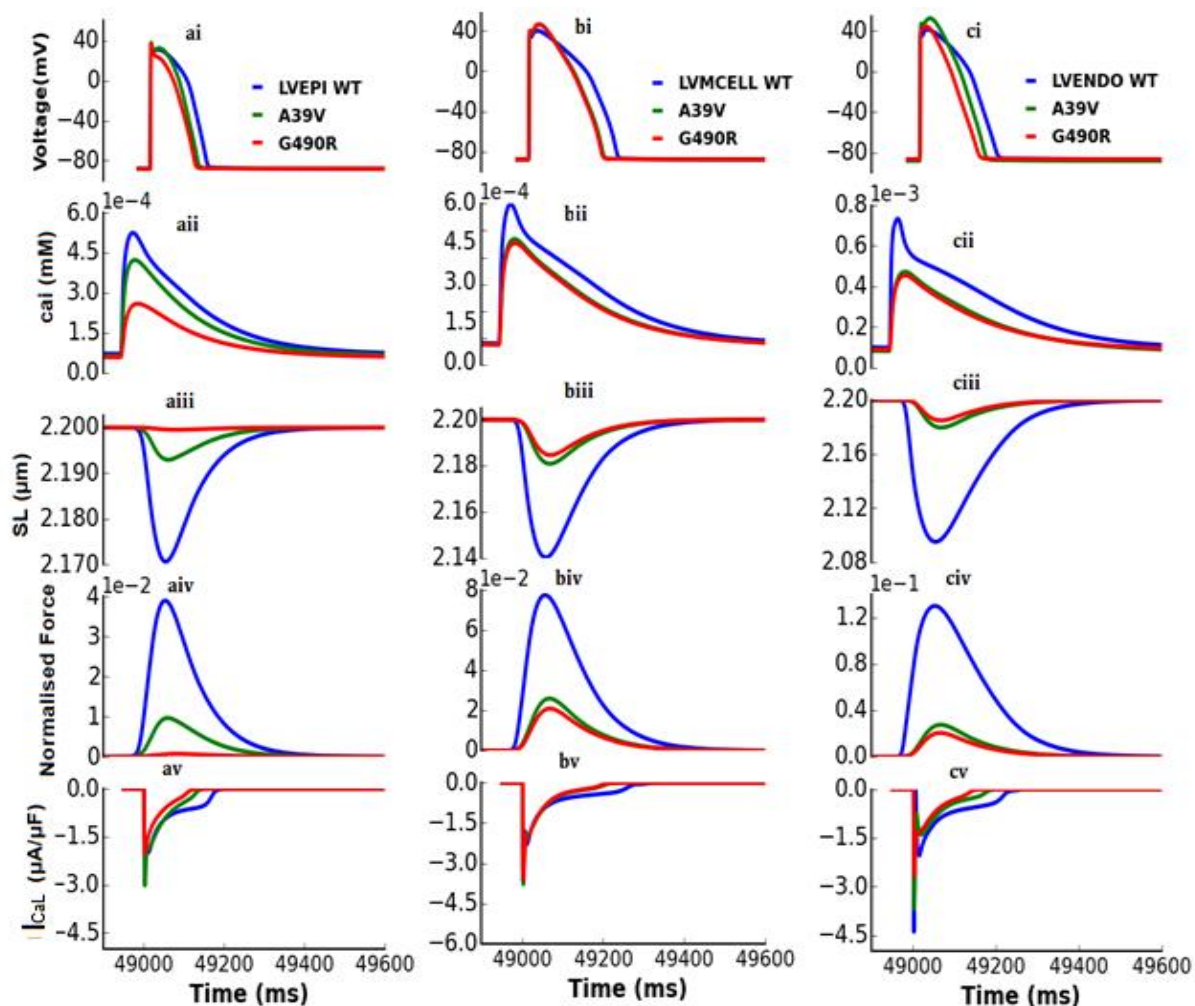 Voltage(mV)
40
0
−40
−80
ai
LVEPI WT
A39V
G490R
40
0
−40
−80
bi
LVMCELL WT
A39V
G490R
40
0
−40
−80
ci
LVENDO WT
A39V
G490R
cai (mM)
1e-4
6.0
4.5
3.0
1.5
0.0
aii
1e-4
6.0
4.5
3.0
1.5
0.0
bii
1e-3
0.8
0.6
0.4
0.2
0.0
cii
SL (μm)
2.200
2.190
2.180
2.170
aiii
2.20
2.18
2.16
2.14
biii
2.20
2.16
2.12
2.08
ciii
Normalised Force
1e-2
4
3
2
1
0
aiv
1e-2
8
6
4
2
0
biv
1e-1
1.2
0.8
0.4
0.0
civ
ICaL (μA/μF)
0.0
−1.5
−3.0
−4.5
av
0.0
−1.5
−3.0
−4.5
−6.0
bv
0.0
−1.5
−3.0
−4.5
cv
49000 49200 49400 49600
Time (ms)
49000 49200 49400 49600
Time (ms)
49000 49200 49400 49600
Time (ms)